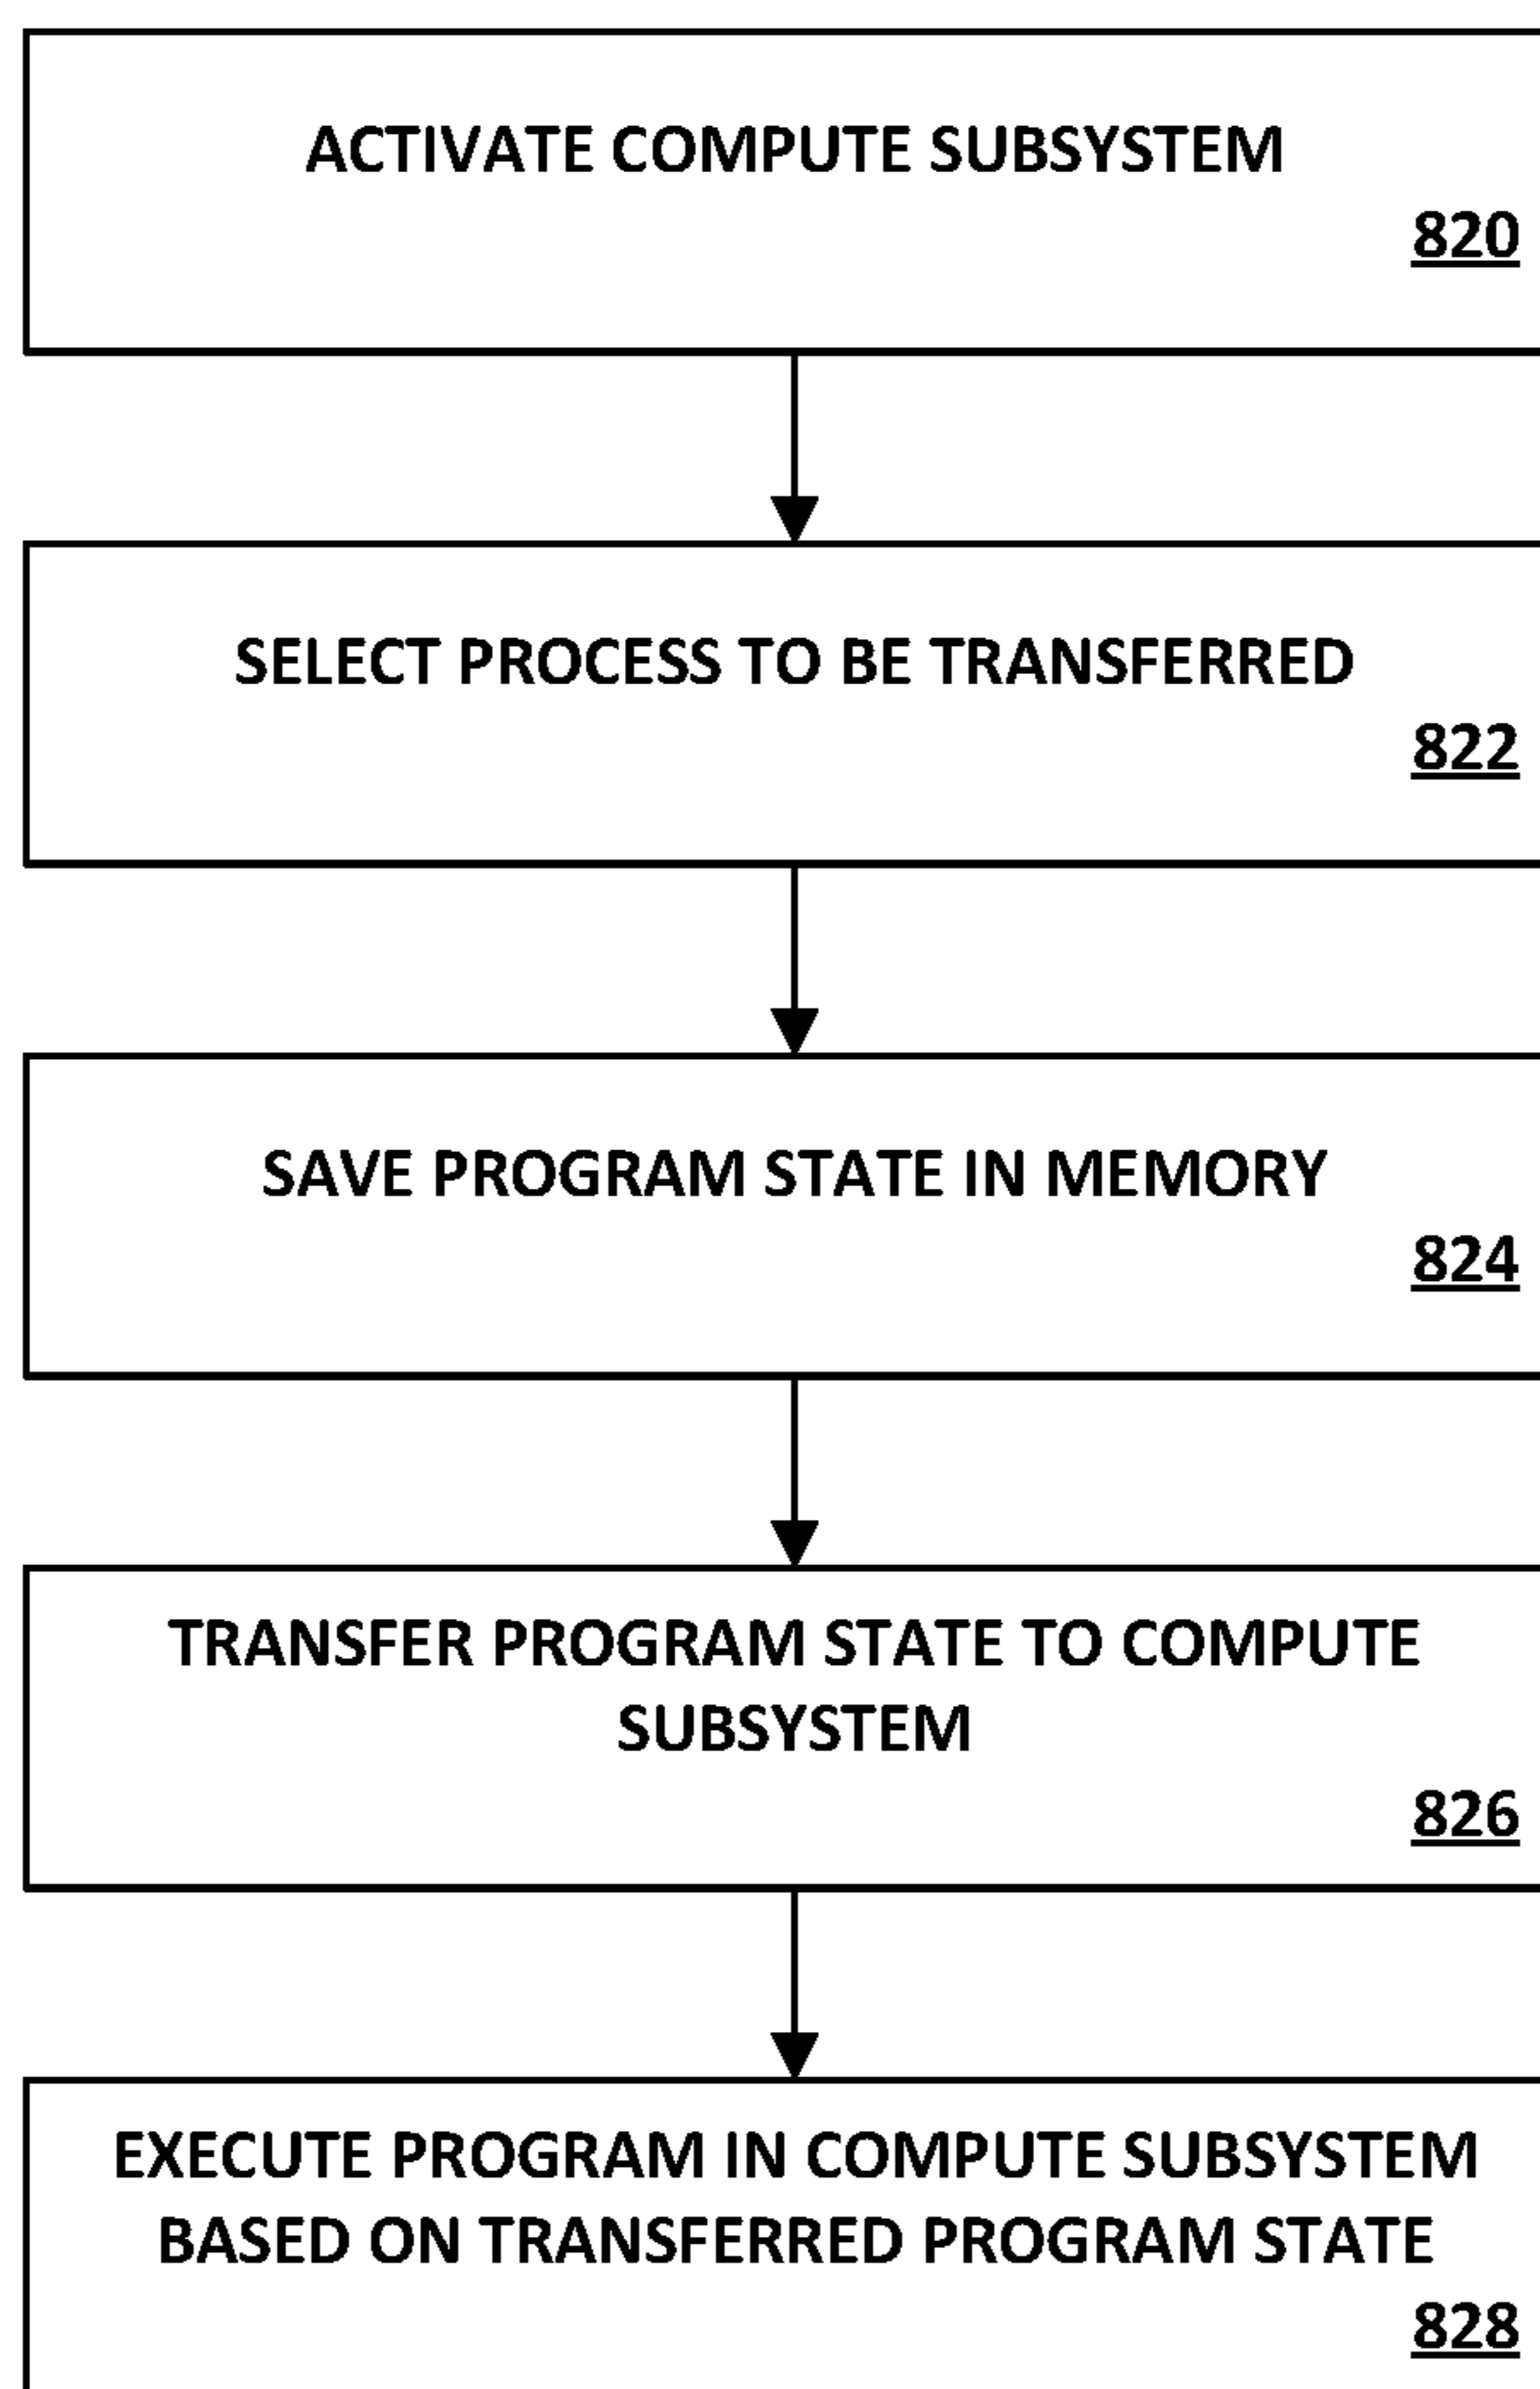 ACTIVATE COMPUTE SUBSYSTEM
820
SELECT PROCESS TO BE TRANSFERRED
822
SAVE PROGRAM STATE IN MEMORY
824
TRANSFER PROGRAM STATE TO COMPUTE
SUBSYSTEM
826
EXECUTE PROGRAM IN COMPUTE SUBSYSTEM
BASED ON TRANSFERRED PROGRAM STATE
828